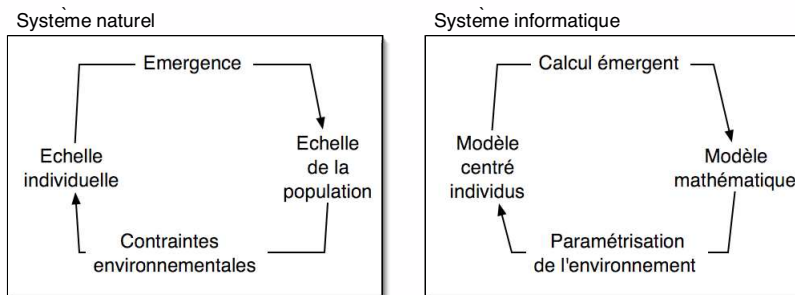 Système naturel
Emergence
Echelle
individuelle
Echelle
de la
population
Contraintes
environnementales
Système informatique
Calcul émergent
Modèle
centré
individus
Modèle
mathématique
Paramétrisation
de l'environnement